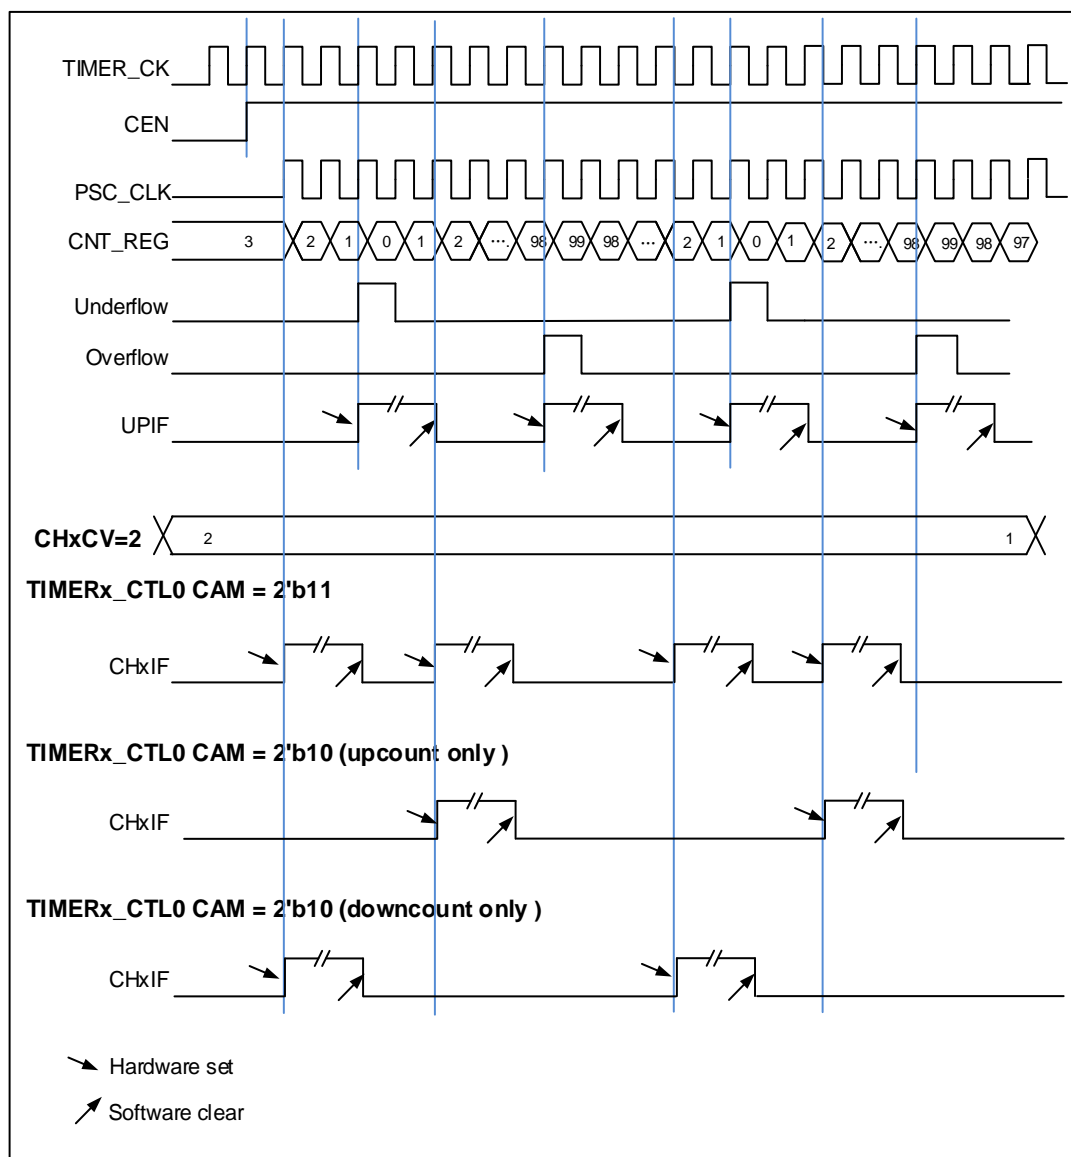 TIMER_CK
CEN
PSC_CLK
CNT_REG 3 2 1 0 1 2 .... 98 99 98 ... 2 1 0 1 2 .... 98 99 98 97
Underflow
Overflow
UPIF
CHxCV=2 2 1
TIMERx_CTL0 CAM = 2'b11
CHxIF
TIMERx_CTL0 CAM = 2'b10 (upcount only )
CHxIF
TIMERx_CTL0 CAM = 2'b10 (downcount only )
CHxIF
Hardware set
Software clear